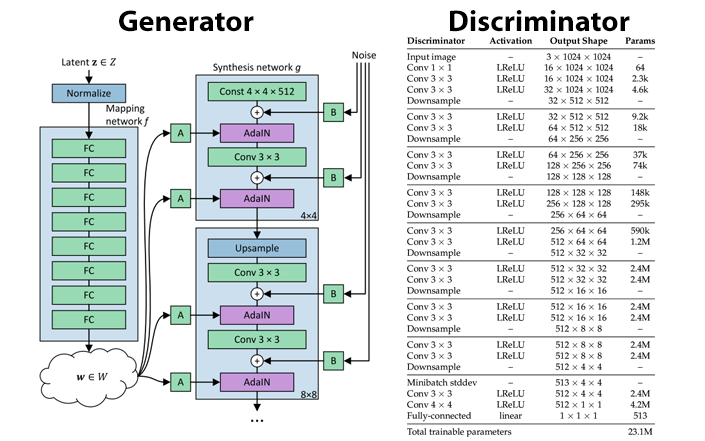 Generator
Latent z ∈ Z
Normalize
Mapping
network f
FC
FC
FC
FC
FC
FC
FC
FC
w ∈ W
Synthesis network g
Noise
Const 4 × 4 × 512
B
A
AdaIN
Conv 3 × 3
B
A
AdaIN
4×4
Upsample
Conv 3 × 3
B
A
AdaIN
Conv 3 × 3
B
A
AdaIN
8×8
...
Discriminator
Discriminator Activation Output Shape Params
Input image – 3 × 1024 × 1024 –
Conv 1 × 1 LReLU 16 × 1024 × 1024 64
Conv 3 × 3 LReLU 16 × 1024 × 1024 2.3k
Conv 3 × 3 LReLU 32 × 1024 × 1024 4.6k
Downsample – 32 × 512 × 512 –
Conv 3 × 3 LReLU 32 × 512 × 512 9.2k
Conv 3 × 3 LReLU 64 × 512 × 512 18k
Downsample – 64 × 256 × 256 –
Conv 3 × 3 LReLU 64 × 256 × 256 37k
Conv 3 × 3 LReLU 128 × 256 × 256 74k
Downsample – 128 × 128 × 128 –
Conv 3 × 3 LReLU 128 × 128 × 128 148k
Conv 3 × 3 LReLU 256 × 128 × 128 295k
Downsample – 256 × 64 × 64 –
Conv 3 × 3 LReLU 256 × 64 × 64 590k
Conv 3 × 3 LReLU 512 × 64 × 64 1.2M
Downsample – 512 × 32 × 32 –
Conv 3 × 3 LReLU 512 × 32 × 32 2.4M
Conv 3 × 3 LReLU 512 × 32 × 32 2.4M
Downsample – 512 × 16 × 16 –
Conv 3 × 3 LReLU 512 × 16 × 16 2.4M
Conv 3 × 3 LReLU 512 × 16 × 16 2.4M
Downsample – 512 × 8 × 8 –
Conv 3 × 3 LReLU 512 × 8 × 8 2.4M
Conv 3 × 3 LReLU 512 × 8 × 8 2.4M
Downsample – 512 × 4 × 4 –
Minibatch stddev – 513 × 4 × 4 –
Conv 3 × 3 LReLU 512 × 4 × 4 2.4M
Conv 4 × 4 LReLU 512 × 1 × 1 4.2M
Fully-connected linear 1 × 1 × 1 513
Total trainable parameters 23.1M